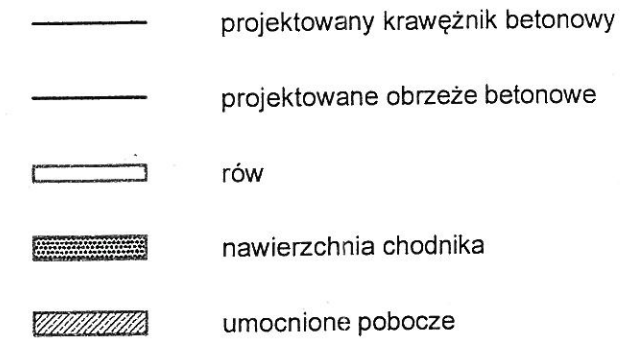 projektowany krawężnik betonowy
projektowane obrzeże betonowe
rów
nawierzchnia chodnika
umocnione pobocze